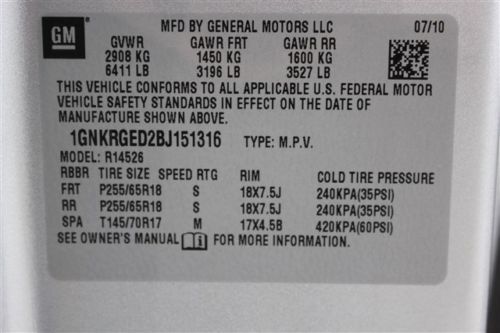 GM
MFD BY GENERAL MOTORS LLC 07/10
GVWR GAWR FRT GAWR RR
2908 KG 1450 KG 1600 KG
6411 LB 3196 LB 3527 LB
THIS VEHICLE CONFORMS TO ALL APPLICABLE U.S. FEDERAL MOTOR
VEHICLE SAFETY STANDARDS IN EFFECT ON THE DATE OF
MANUFACTURE SHOWN ABOVE.
1GNKRGED2BJ151316 TYPE: M.P.V.
MODEL: R14526
RBBR TIRE SIZE SPEED RTG RIM COLD TIRE PRESSURE
FRT P255/65R18 S 18X7.5J 240KPA(35PSI)
RR P255/65R18 S 18X7.5J 240KPA(35PSI)
SPA T145/70R17 M 17X4.5B 420KPA(60PSI)
SEE OWNER'S MANUAL FOR MORE INFORMATION.